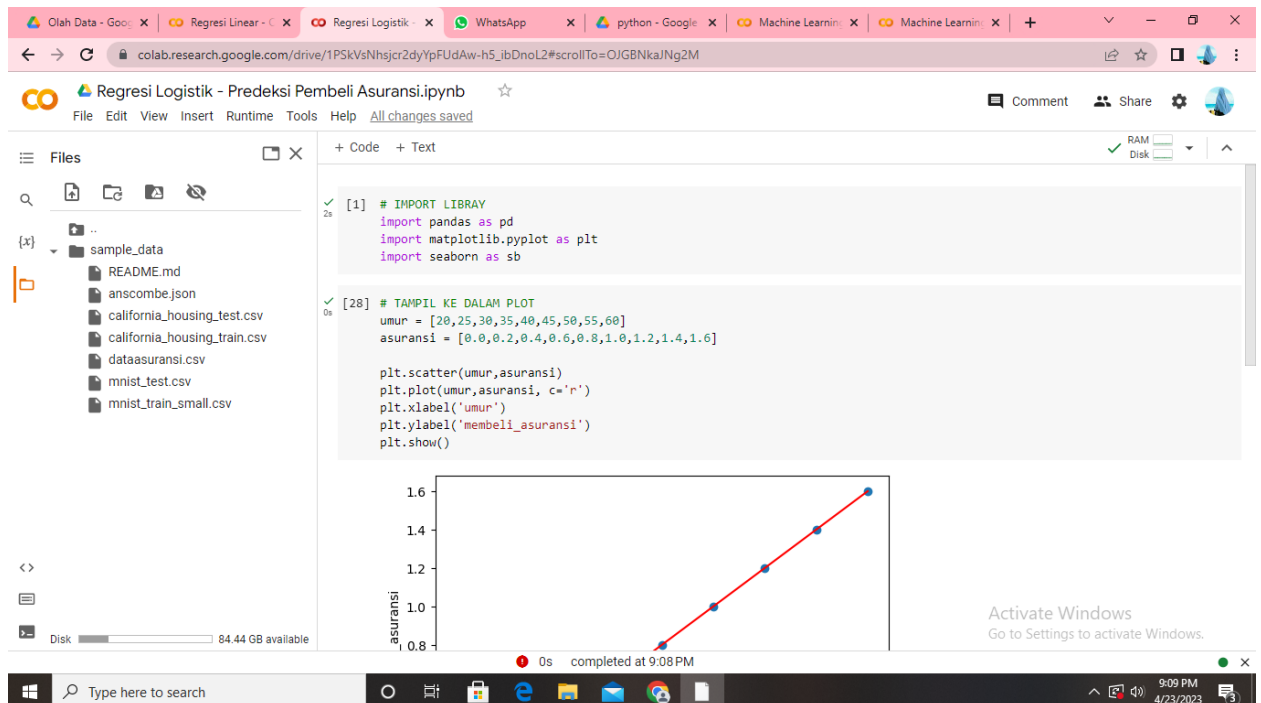 Olah Data - Goog
Regresi Linear - C
Regresi Logistik -
WhatsApp
python - Google
Machine Learning
Machine Learning
colab.research.google.com/drive/1PSkVsNhsjcr2dyYpFUdAw-h5_ibDnoL2#scrollTo=OJGBNkaJNg2M
CO
Regresi Logistik - Predeksi Pembeli Asuransi.ipynb
File Edit View Insert Runtime Tools Help All changes saved
Comment
Share
Files
+ Code + Text
RAM
Disk
..
sample_data
README.md
anscombe.json
california_housing_test.csv
california_housing_train.csv
dataasuransi.csv
mnist_test.csv
mnist_train_small.csv
{x}
<>
Disk
84.44 GB available
2s
[1] # IMPORT LIBRAY
import pandas as pd
import matplotlib.pyplot as plt
import seaborn as sb
0s
[28] # TAMPIL KE DALAM PLOT
umur = [20,25,30,35,40,45,50,55,60]
asuransi = [0.0,0.2,0.4,0.6,0.8,1.0,1.2,1.4,1.6]
plt.scatter(umur,asuransi)
plt.plot(umur,asuransi, c='r')
plt.xlabel('umur')
plt.ylabel('membeli_asuransi')
plt.show()
1.6
1.4
1.2
1.0
0.8
_asuransi
Activate Windows
Go to Settings to activate Windows.
0s completed at 9:08 PM
Type here to search
9:09 PM
4/23/2023
3